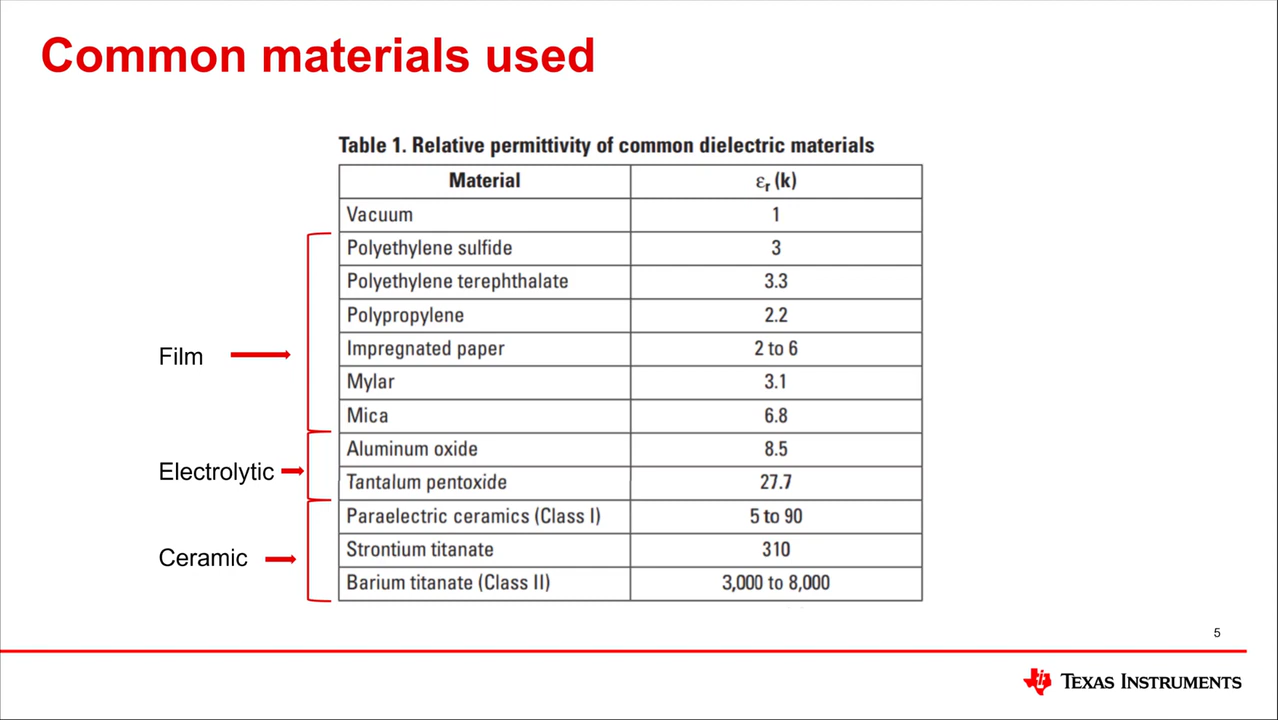 Common materials used
Table 1. Relative permittivity of common dielectric materials
Material εr (k)
Vacuum 1
Polyethylene sulfide 3
Polyethylene terephthalate 3.3
Polypropylene 2.2
Impregnated paper 2 to 6
Mylar 3.1
Mica 6.8
Aluminum oxide 8.5
Tantalum pentoxide 27.7
Paraelectric ceramics (Class I) 5 to 90
Strontium titanate 310
Barium titanate (Class II) 3,000 to 8,000
Film
Electrolytic
Ceramic
5
TEXAS INSTRUMENTS